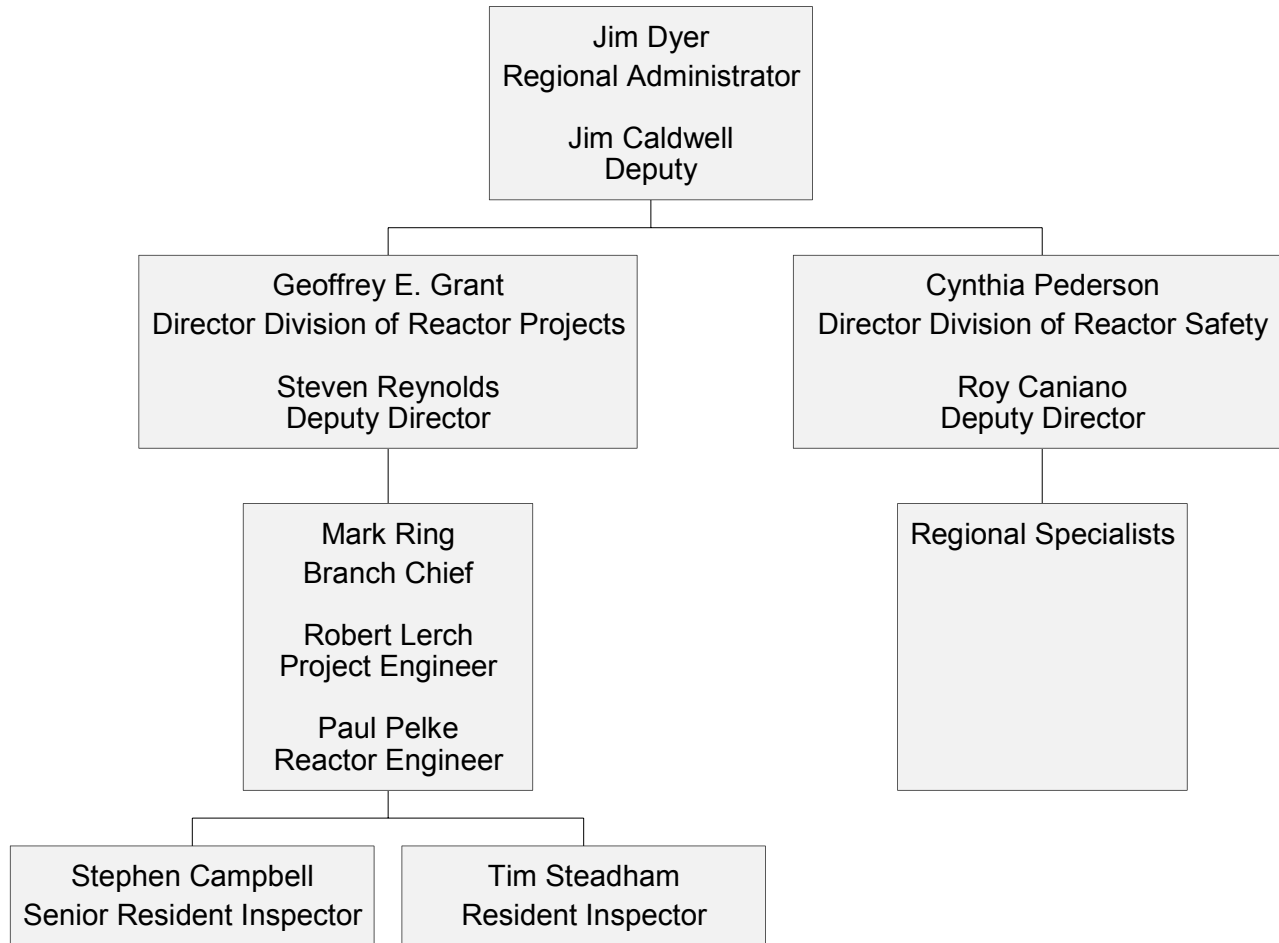 Jim Dyer
Regional Administrator
Jim Caldwell
Deputy
Geoffrey E. Grant
Director Division of Reactor Projects
Steven Reynolds
Deputy Director
Cynthia Pederson
Director Division of Reactor Safety
Roy Caniano
Deputy Director
Mark Ring
Branch Chief
Robert Lerch
Project Engineer
Paul Pelke
Reactor Engineer
Regional Specialists
Stephen Campbell
Senior Resident Inspector
Tim Steadham
Resident Inspector